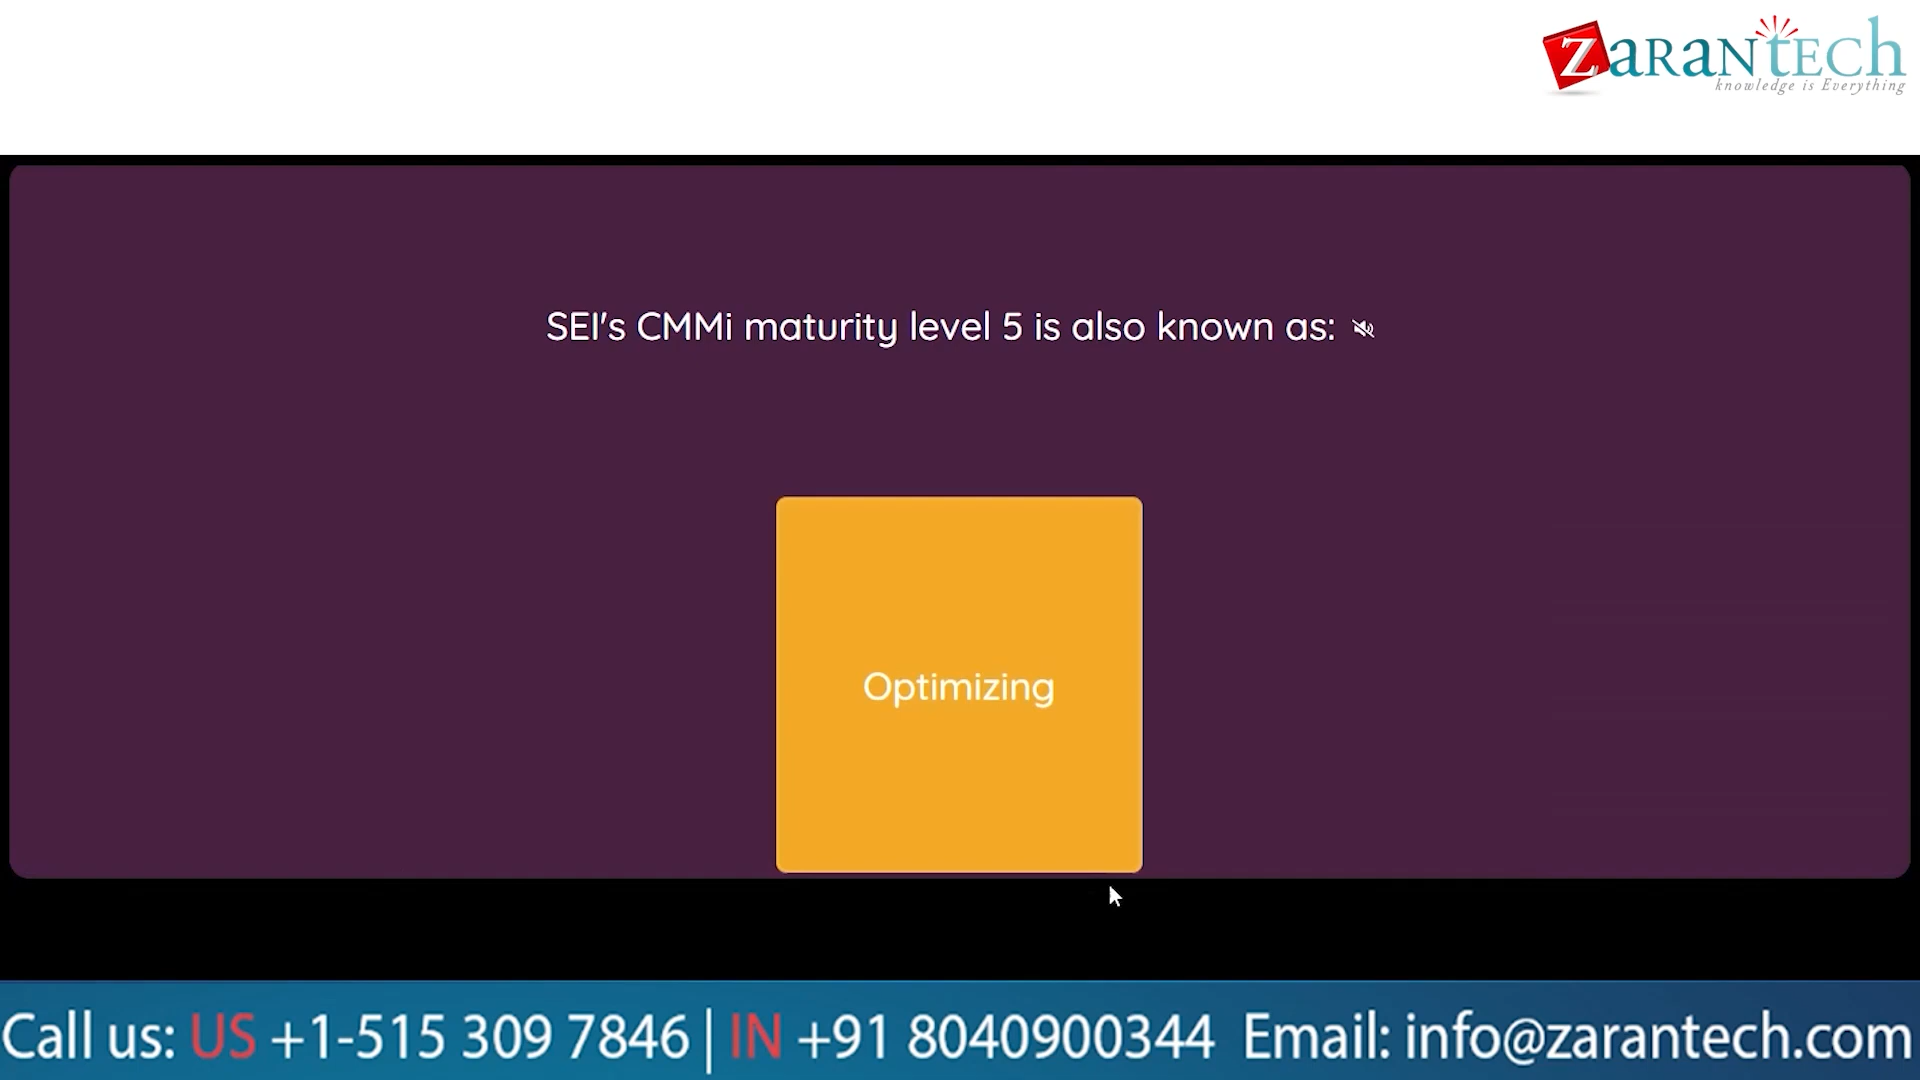 ZARANTECH
knowledge is Everything
SEI's CMMi maturity level 5 is also known as:
Optimizing
Call us: US +1-515 309 7846 | IN +91 8040900344 Email: info@zarantech.com